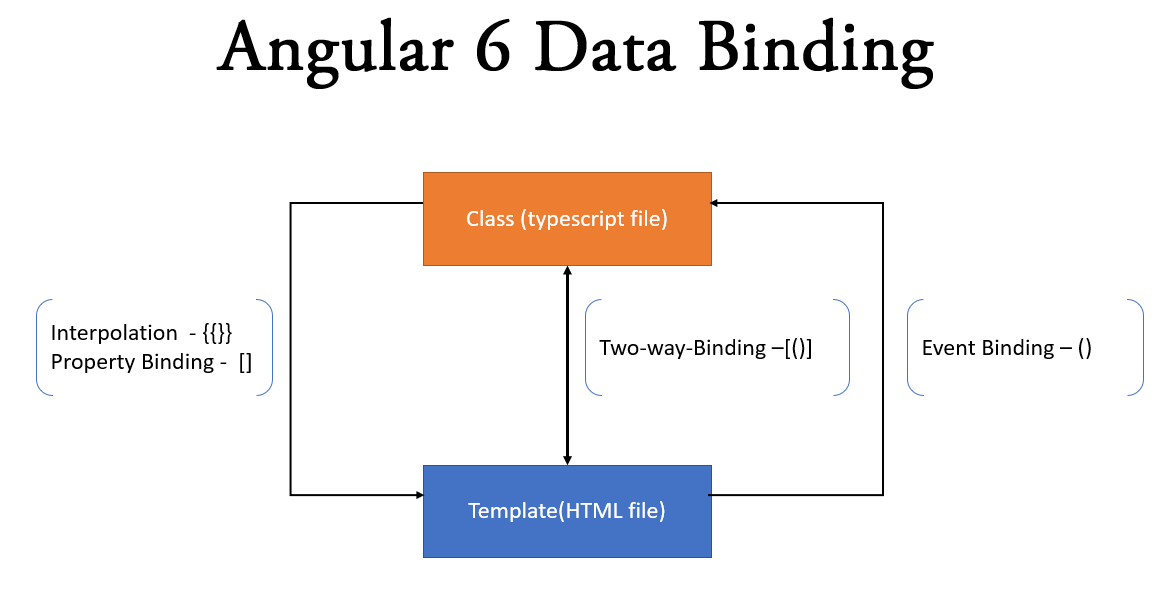 Angular 6 Data Binding
Class (typescript file)
Interpolation  - {{}}
Property Binding -  []
Two-way-Binding –[()]
Event Binding – ()
Template(HTML file)